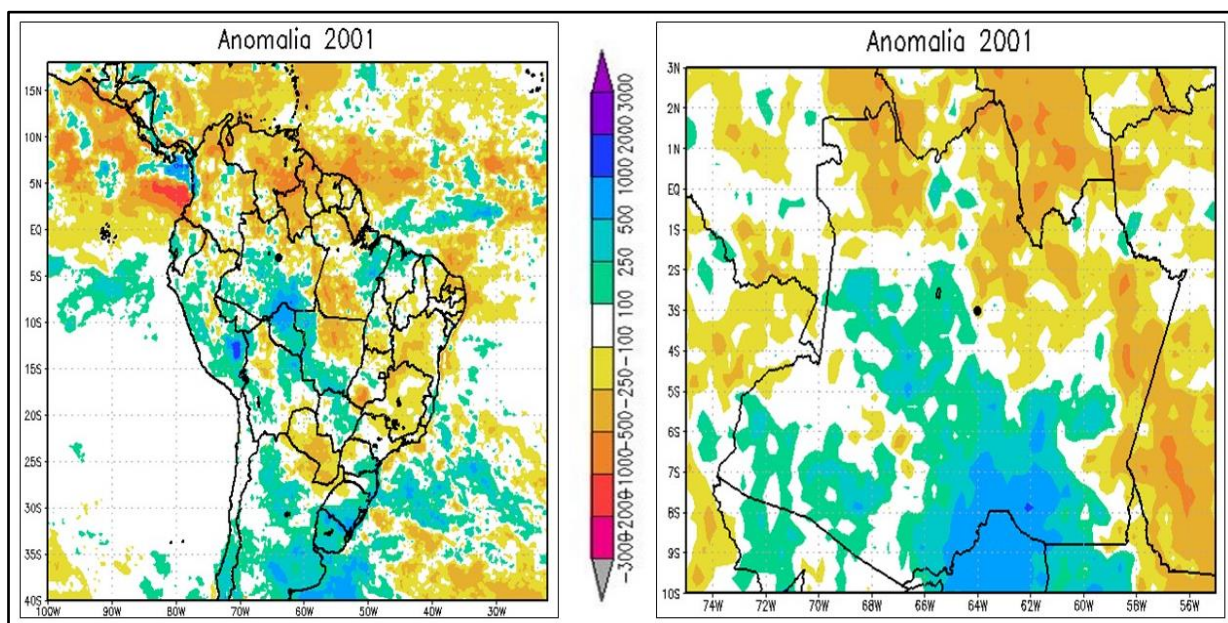 Anomalia 2001
15N
10N
5N
EQ
5S
10S
15S
20S
25S
30S
35S
40S
100W 90W 80W 70W 60W 50W 40W 30W
3000
2000
1000
500
250
100
-100
-250
-500
-1000
-2000
-3000
Anomalia 2001
3N
2N
1N
EQ
1S
2S
3S
4S
5S
6S
7S
8S
9S
10S
74W 72W 70W 68W 66W 64W 62W 60W 58W 56W